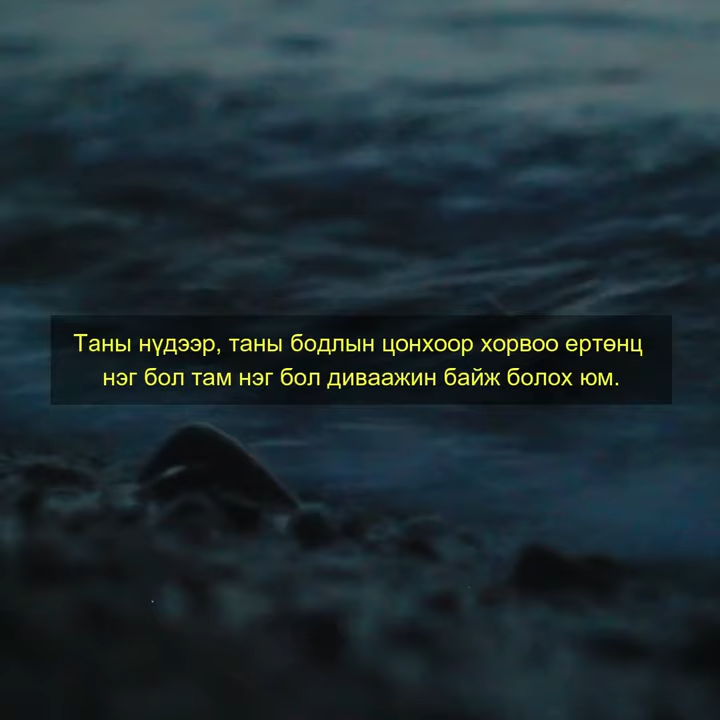 Таны нүдээр, таны бодлын цонхоор хорвоо ертөнц
нэг бол там нэг бол диваажин байж болох юм.